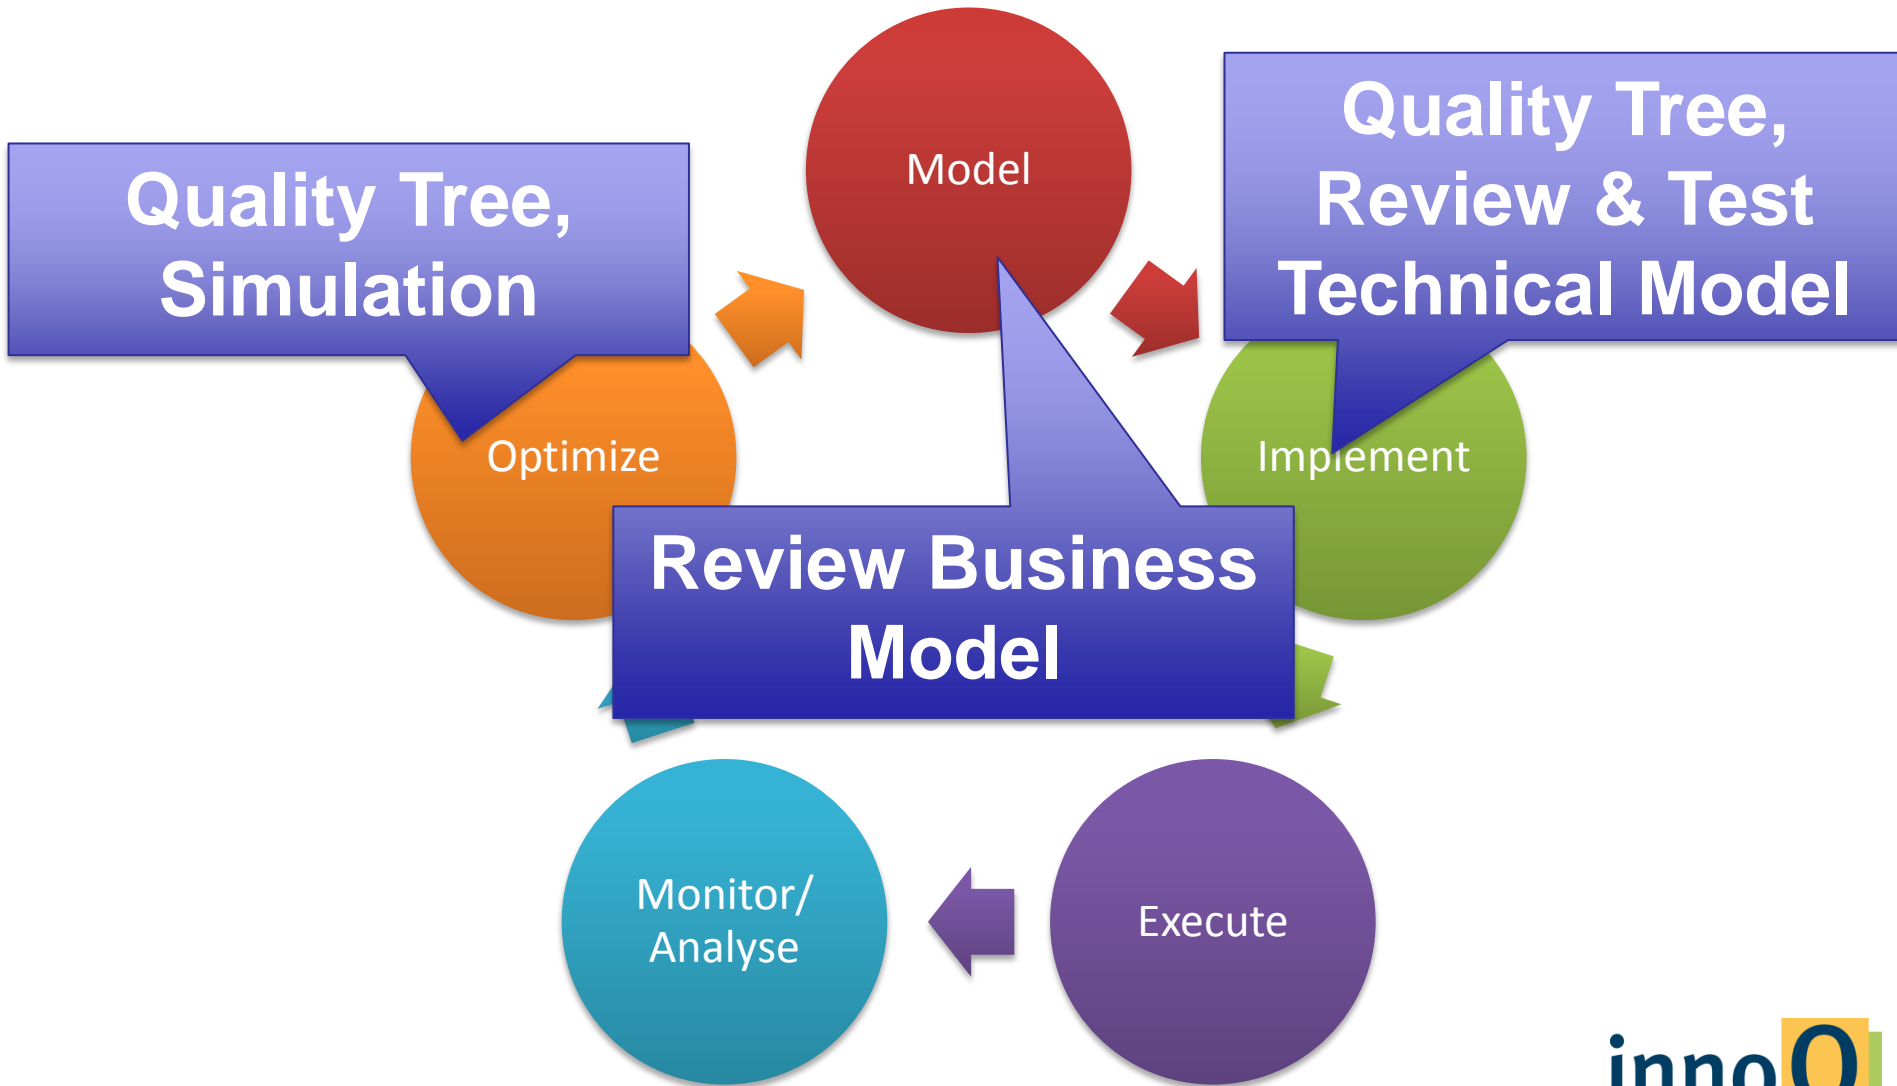 Model
Quality Tree,
Review & Test
Technical Model
Quality Tree,
Simulation
Optimize
Implement
Review Business
Model
Monitor/
Analyse
Execute
innoQ